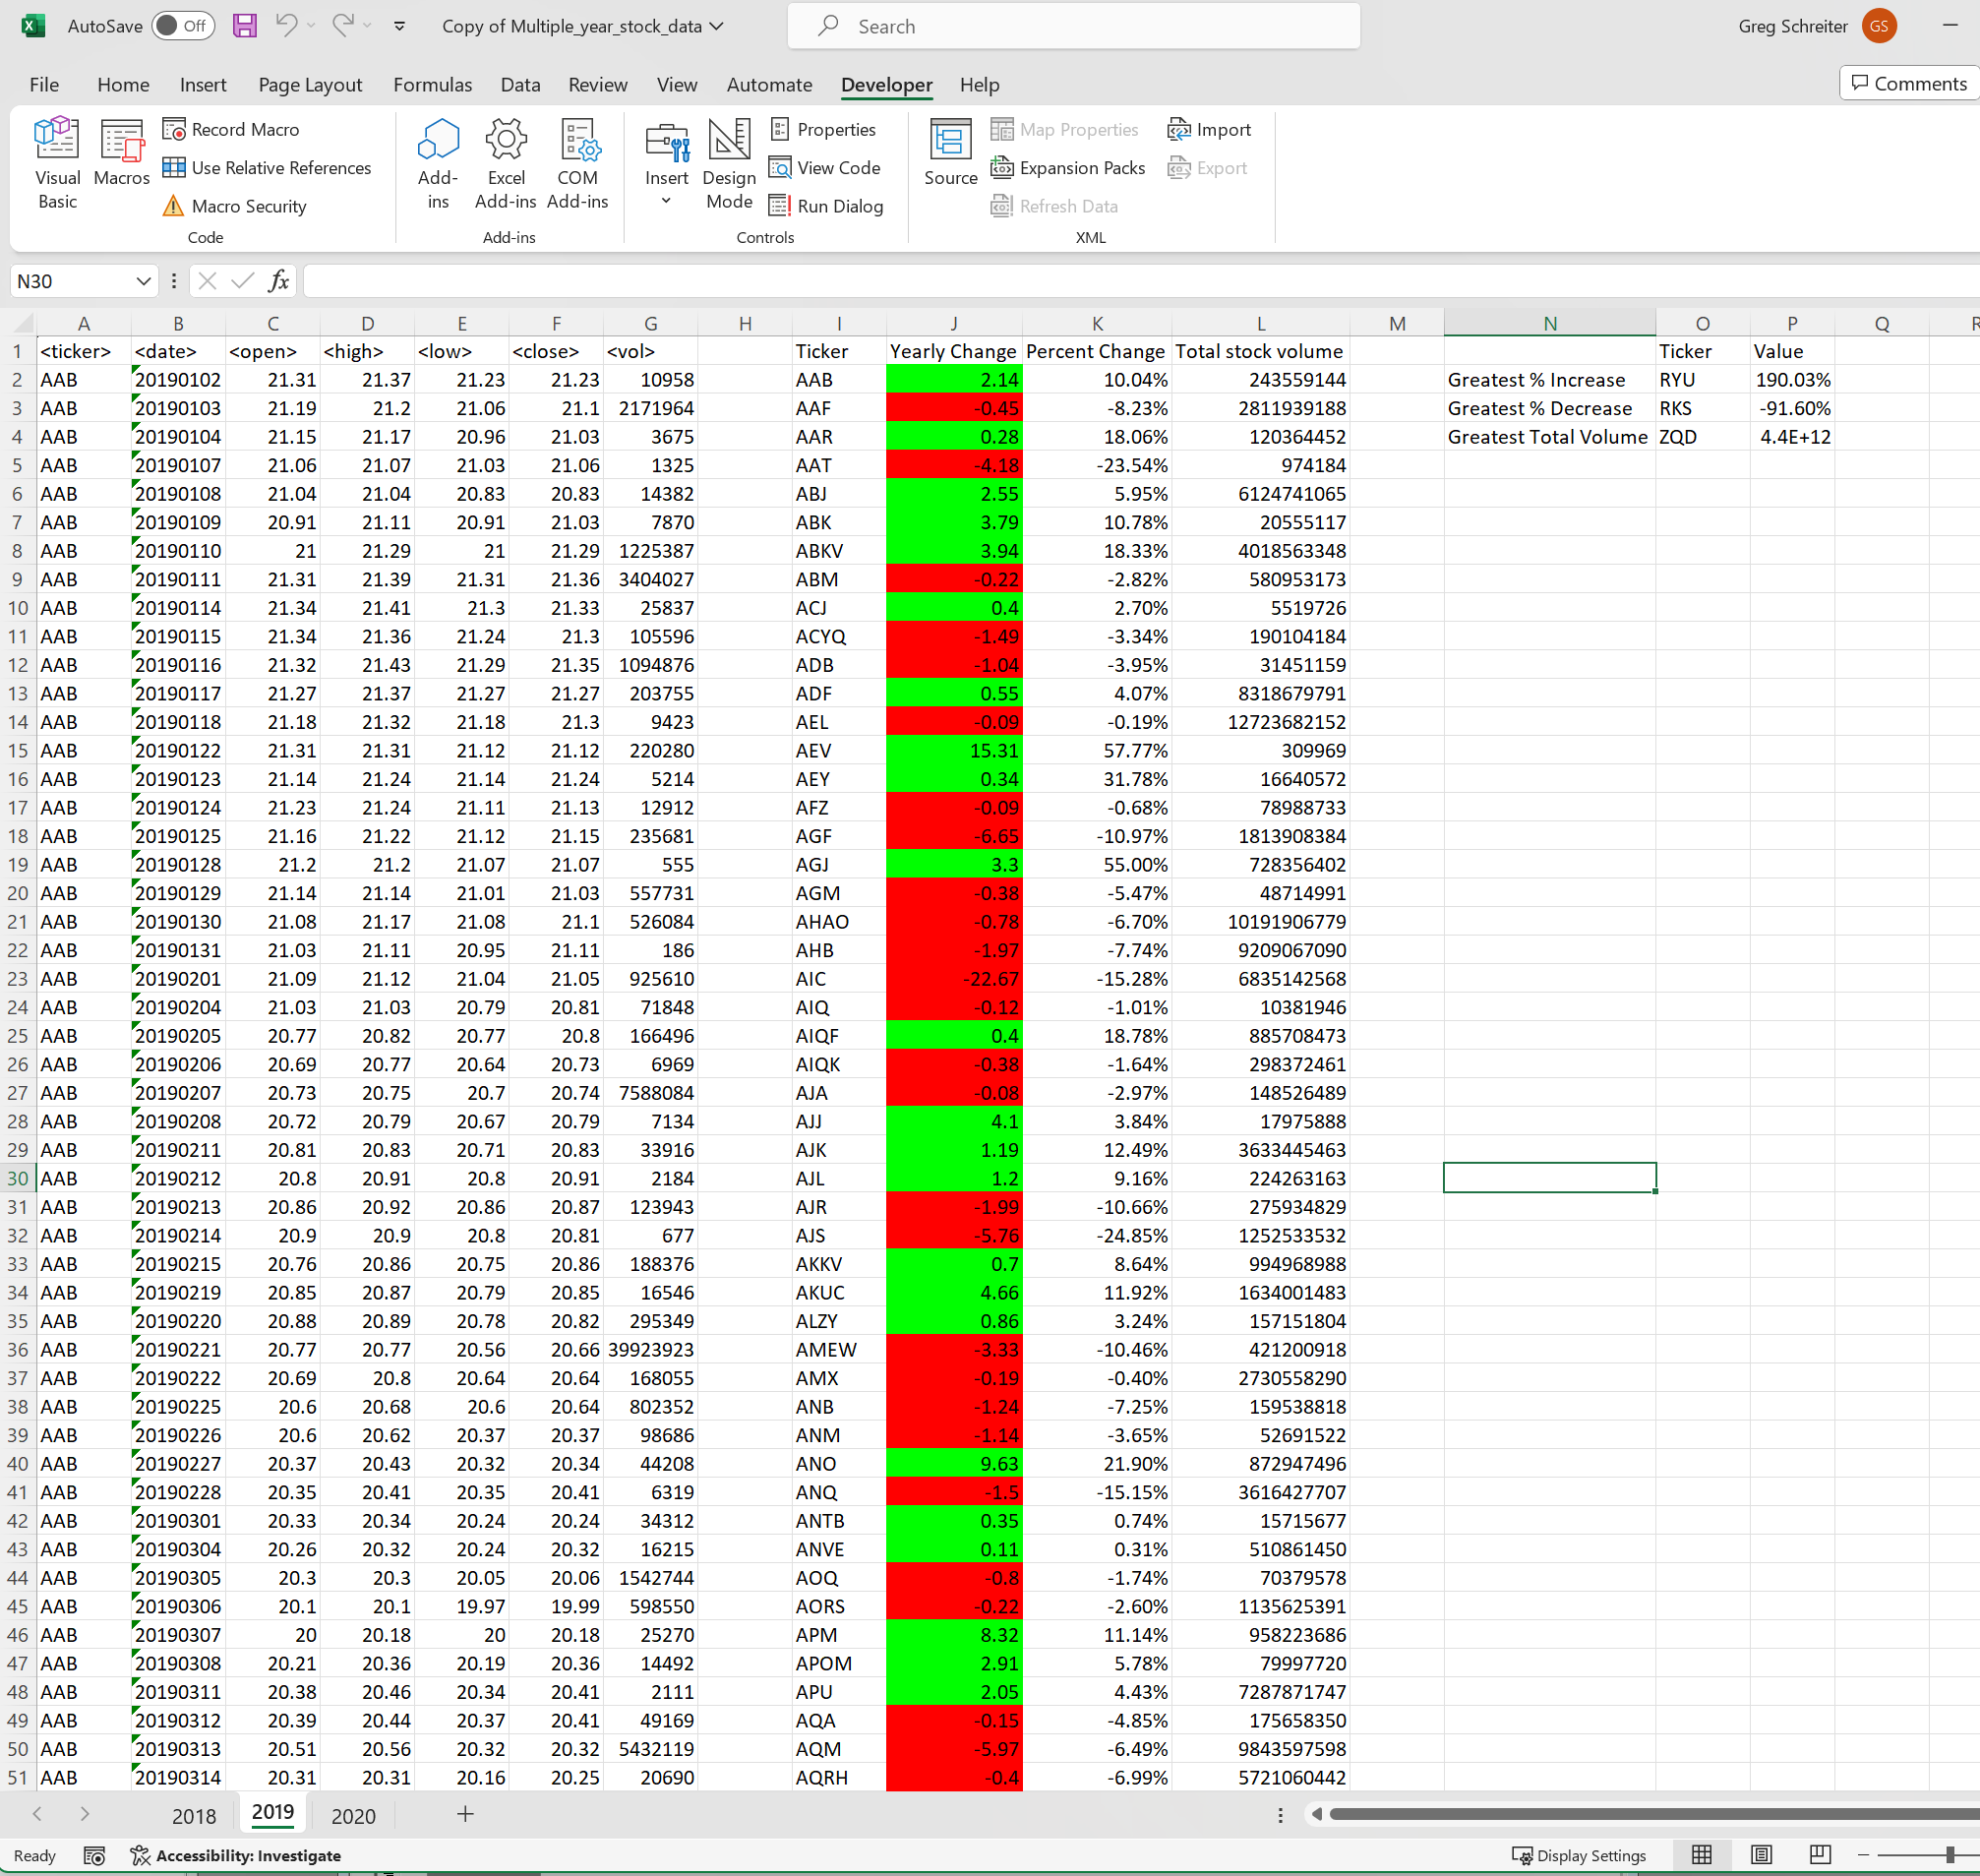 AutoSave Off Copy of Multiple_year_stock_data Search Greg Schreiter GS
File Home Insert Page Layout Formulas Data Review View Automate Developer Help Comments
Visual Basic Macros Record Macro Use Relative References Macro Security Code
Add-ins Excel Add-ins COM Add-ins Add-ins
Insert Design Mode Properties View Code Run Dialog Controls
Source Map Properties Expansion Packs Refresh Data Import Export XML
N30 fx
A B C D E F G H I J K L M N O P Q R
1 <ticker> <date> <open> <high> <low> <close> <vol> Ticker Yearly Change Percent Change Total stock volume Ticker Value
2 AAB 20190102 21.31 21.37 21.23 21.23 10958 AAB 2.14 10.04% 243559144 Greatest % Increase RYU 190.03%
3 AAB 20190103 21.19 21.2 21.06 21.1 2171964 AAF -0.45 -8.23% 2811939188 Greatest % Decrease RKS -91.60%
4 AAB 20190104 21.15 21.17 20.96 21.03 3675 AAR 0.28 18.06% 120364452 Greatest Total Volume ZQD 4.4E+12
5 AAB 20190107 21.06 21.07 21.03 21.06 1325 AAT -4.18 -23.54% 974184
6 AAB 20190108 21.04 21.04 20.83 20.83 14382 ABJ 2.55 5.95% 6124741065
7 AAB 20190109 20.91 21.11 20.91 21.03 7870 ABK 3.79 10.78% 20555117
8 AAB 20190110 21 21.29 21 21.29 1225387 ABKV 3.94 18.33% 4018563348
9 AAB 20190111 21.31 21.39 21.31 21.36 3404027 ABM -0.22 -2.82% 580953173
10 AAB 20190114 21.34 21.41 21.3 21.33 25837 ACJ 0.4 2.70% 5519726
11 AAB 20190115 21.34 21.36 21.24 21.3 105596 ACYQ -1.49 -3.34% 190104184
12 AAB 20190116 21.32 21.43 21.29 21.35 1094876 ADB -1.04 -3.95% 31451159
13 AAB 20190117 21.27 21.37 21.27 21.27 203755 ADF 0.55 4.07% 8318679791
14 AAB 20190118 21.18 21.32 21.18 21.3 9423 AEL -0.09 -0.19% 12723682152
15 AAB 20190122 21.31 21.31 21.12 21.12 220280 AEV 15.31 57.77% 309969
16 AAB 20190123 21.14 21.24 21.14 21.24 5214 AEY 0.34 31.78% 16640572
17 AAB 20190124 21.23 21.24 21.11 21.13 12912 AFZ -0.09 -0.68% 78988733
18 AAB 20190125 21.16 21.22 21.12 21.15 235681 AGF -6.65 -10.97% 1813908384
19 AAB 20190128 21.2 21.2 21.07 21.07 555 AGJ 3.3 55.00% 728356402
20 AAB 20190129 21.14 21.14 21.01 21.03 557731 AGM -0.38 -5.47% 48714991
21 AAB 20190130 21.08 21.17 21.08 21.1 526084 AHAO -0.78 -6.70% 10191906779
22 AAB 20190131 21.03 21.11 20.95 21.11 186 AHB -1.97 -7.74% 9209067090
23 AAB 20190201 21.09 21.12 21.04 21.05 925610 AIC -22.67 -15.28% 6835142568
24 AAB 20190204 21.03 21.03 20.79 20.81 71848 AIQ -0.12 -1.01% 10381946
25 AAB 20190205 20.77 20.82 20.77 20.8 166496 AIQF 0.4 18.78% 885708473
26 AAB 20190206 20.69 20.77 20.64 20.73 6969 AIQK -0.38 -1.64% 298372461
27 AAB 20190207 20.73 20.75 20.7 20.74 7588084 AJA -0.08 -2.97% 148526489
28 AAB 20190208 20.72 20.79 20.67 20.79 7134 AJJ 4.1 3.84% 17975888
29 AAB 20190211 20.81 20.83 20.71 20.83 33916 AJK 1.19 12.49% 3633445463
30 AAB 20190212 20.8 20.91 20.8 20.91 2184 AJL 1.2 9.16% 224263163
31 AAB 20190213 20.86 20.92 20.86 20.87 123943 AJR -1.99 -10.66% 275934829
32 AAB 20190214 20.9 20.9 20.8 20.81 677 AJS -5.76 -24.85% 1252533532
33 AAB 20190215 20.76 20.86 20.75 20.86 188376 AKKV 0.7 8.64% 994968988
34 AAB 20190219 20.85 20.87 20.79 20.85 16546 AKUC 4.66 11.92% 1634001483
35 AAB 20190220 20.88 20.89 20.78 20.82 295349 ALZY 0.86 3.24% 157151804
36 AAB 20190221 20.77 20.77 20.56 20.66 39923923 AMEW -3.33 -10.46% 421200918
37 AAB 20190222 20.69 20.8 20.64 20.64 168055 AMX -0.19 -0.40% 2730558290
38 AAB 20190225 20.6 20.68 20.6 20.64 802352 ANB -1.24 -7.25% 159538818
39 AAB 20190226 20.6 20.62 20.37 20.37 98686 ANM -1.14 -3.65% 52691522
40 AAB 20190227 20.37 20.43 20.32 20.34 44208 ANO 9.63 21.90% 872947496
41 AAB 20190228 20.35 20.41 20.35 20.41 6319 ANQ -1.5 -15.15% 3616427707
42 AAB 20190301 20.33 20.34 20.24 20.24 34312 ANTB 0.35 0.74% 15715677
43 AAB 20190304 20.26 20.32 20.24 20.32 16215 ANVE 0.11 0.31% 510861450
44 AAB 20190305 20.3 20.3 20.05 20.06 1542744 AOQ -0.8 -1.74% 70379578
45 AAB 20190306 20.1 20.1 19.97 19.99 598550 AORS -0.22 -2.60% 1135625391
46 AAB 20190307 20 20.18 20 20.18 25270 APM 8.32 11.14% 958223686
47 AAB 20190308 20.21 20.36 20.19 20.36 14492 APOM 2.91 5.78% 79997720
48 AAB 20190311 20.38 20.46 20.34 20.41 2111 APU 2.05 4.43% 7287871747
49 AAB 20190312 20.39 20.44 20.37 20.41 49169 AQA -0.15 -4.85% 175658350
50 AAB 20190313 20.51 20.56 20.32 20.32 5432119 AQM -5.97 -6.49% 9843597598
51 AAB 20190314 20.31 20.31 20.16 20.25 20690 AQRH -0.4 -6.99% 5721060442
2018 2019 2020
Ready Accessibility: Investigate Display Settings